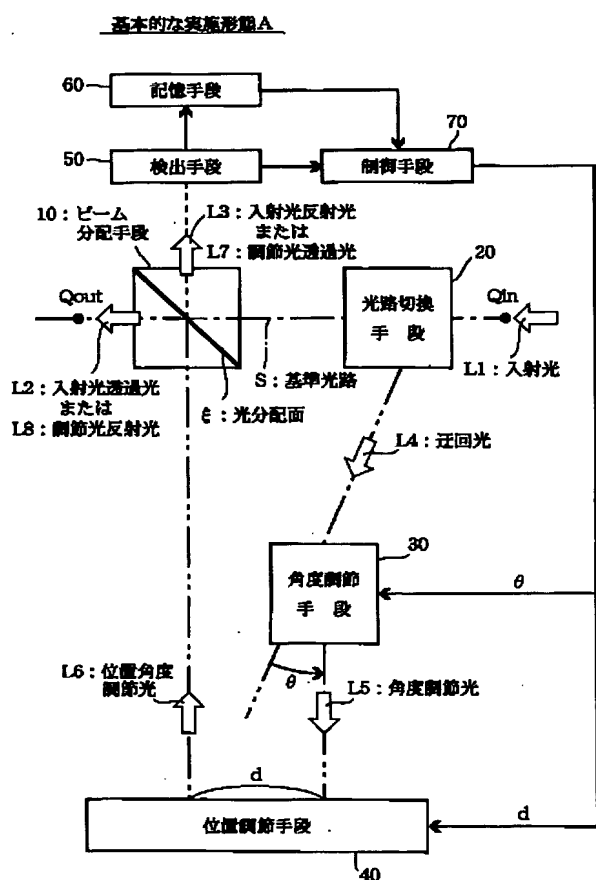 基本的な実施形態A
60
記憶手段
70
50
検出手段
制御手段
10：ビーム
分配手段
L3：入射光反射光
または
L7：調節光透過光
20
Qout
光路切換
手　段
Qin
L1：入射光
S：基準光路
L2：入射光透過光
または
L8：調節光反射光
ξ：光分配面
L4：迂回光
30
角度調節
手　段
θ
θ
L6：位置角度
調節光
L5：角度調節光
d
位置調節手段
d
40